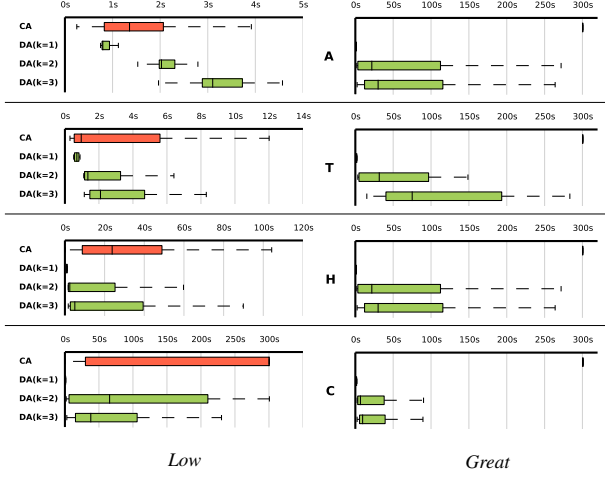 0s 1s 2s 3s 4s 5s
0s 50s 100s 150s 200s 250s 300s
CA
DA(k=1)
DA(k=2)
DA(k=3)
A
0s 2s 4s 6s 8s 10s 12s 14s
0s 50s 100s 150s 200s 250s 300s
CA
DA(k=1)
DA(k=2)
DA(k=3)
T
0s 20s 40s 60s 80s 100s 120s
0s 50s 100s 150s 200s 250s 300s
CA
DA(k=1)
DA(k=2)
DA(k=3)
H
0s 50s 100s 150s 200s 250s 300s
0s 50s 100s 150s 200s 250s 300s
CA
DA(k=1)
DA(k=2)
DA(k=3)
C
Low
Great